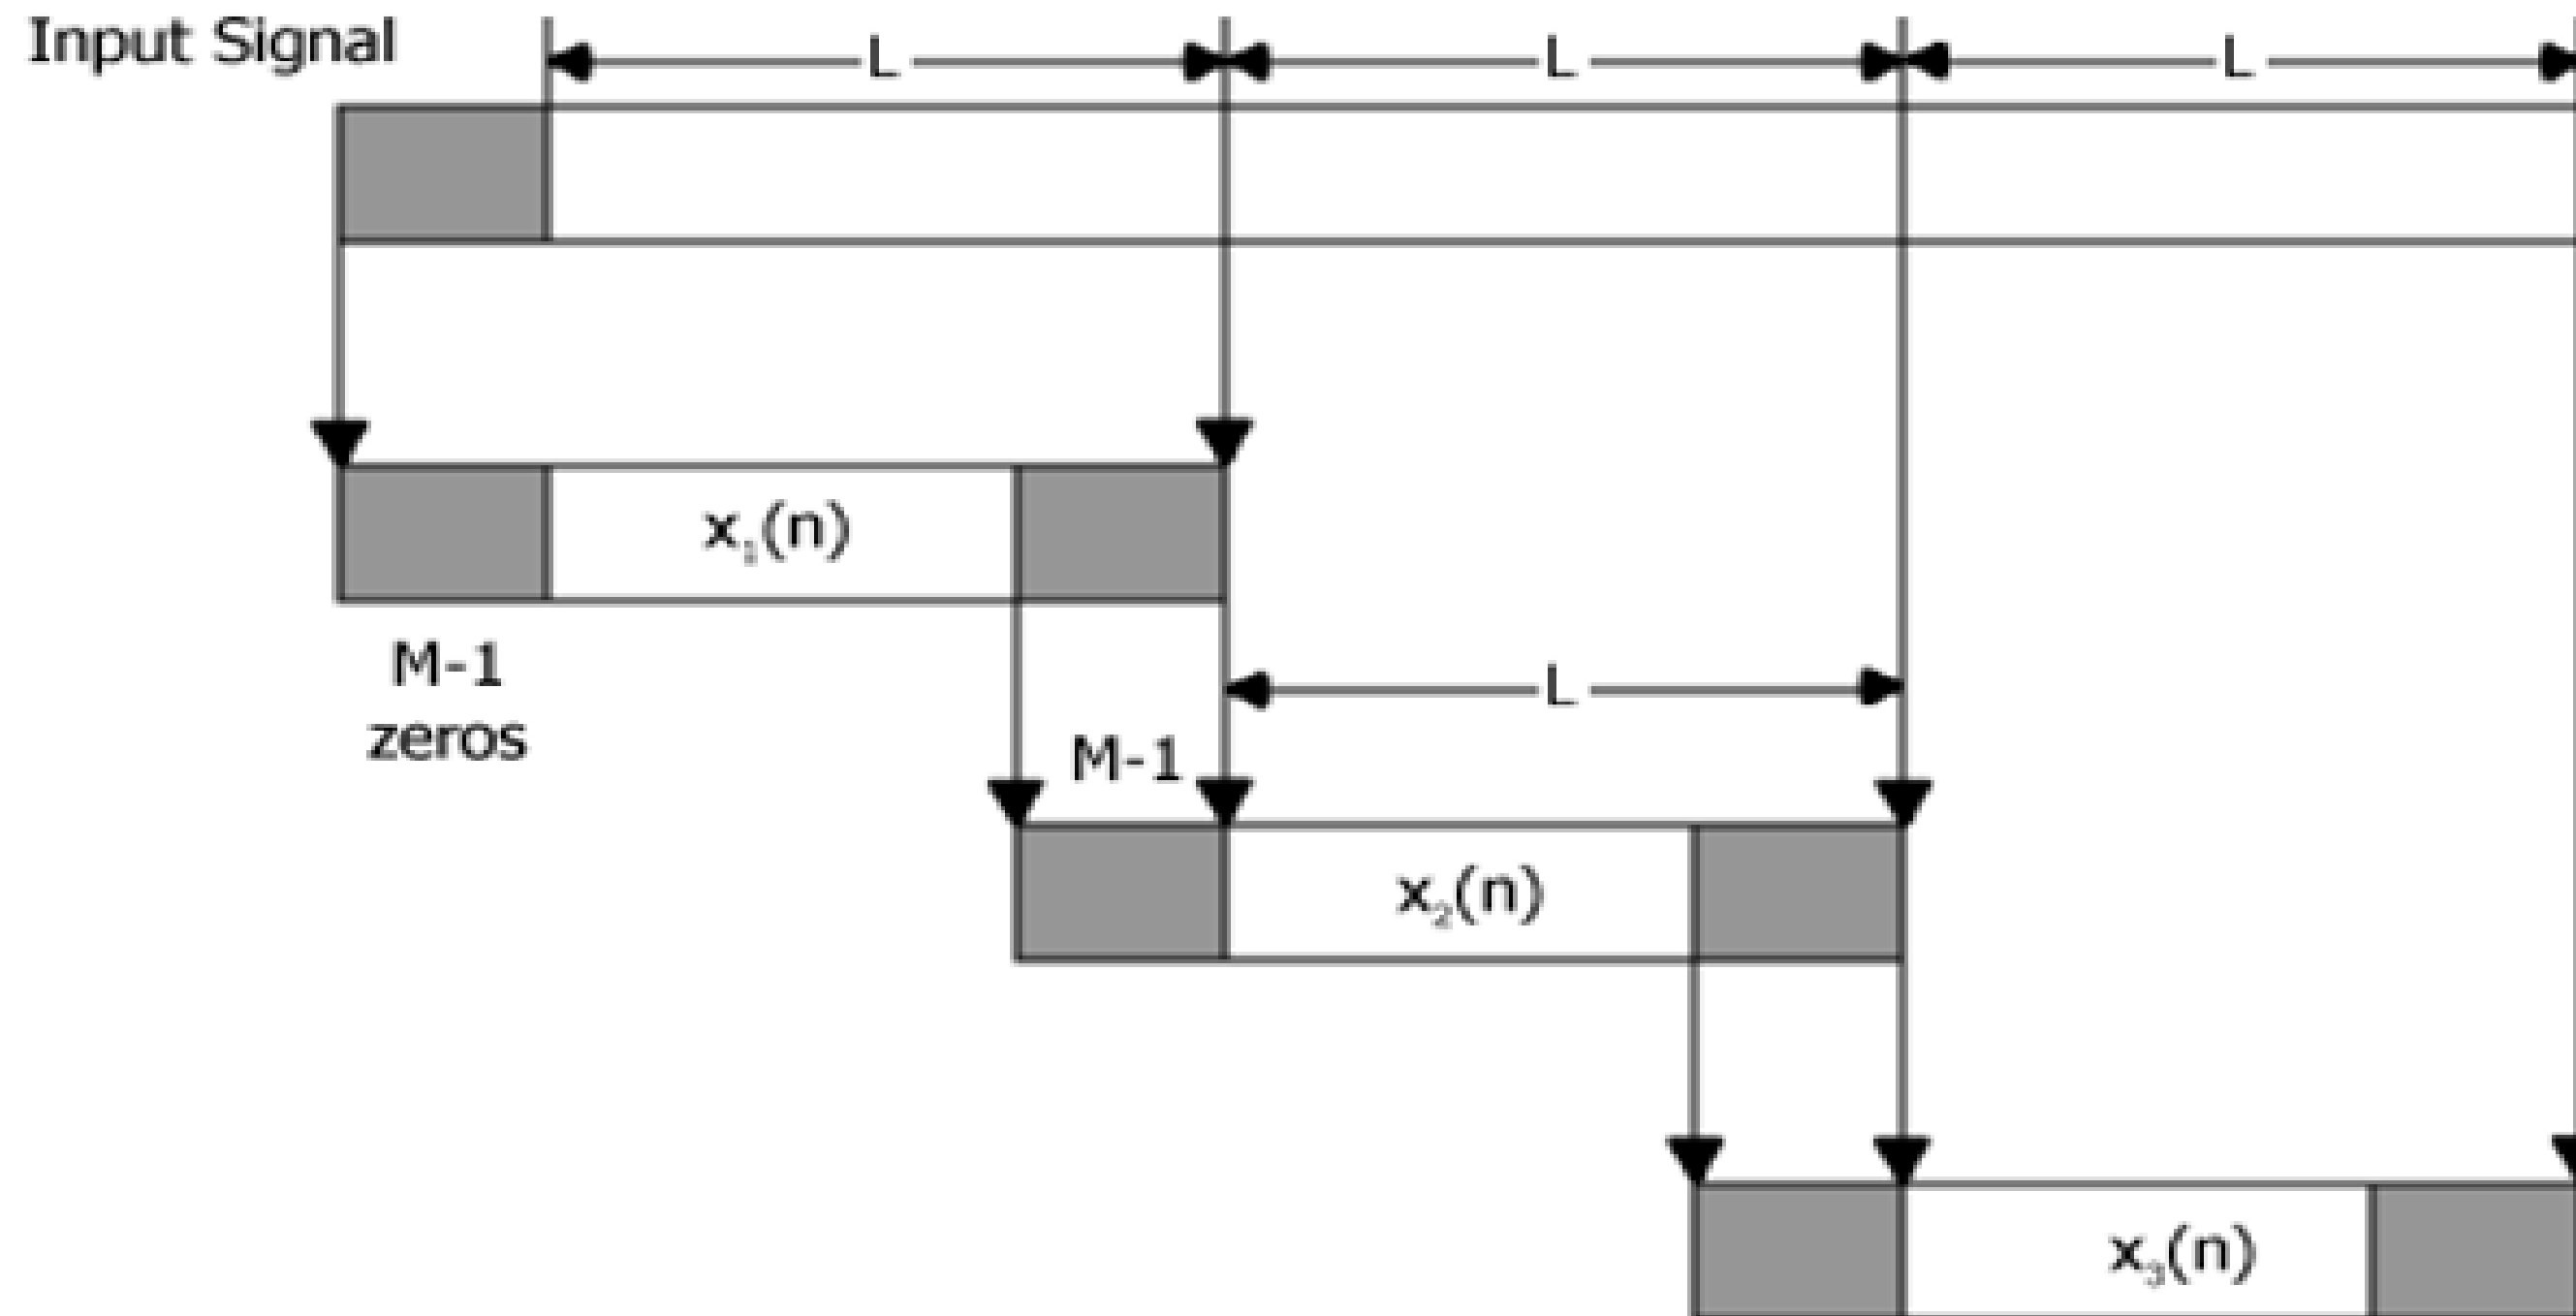 Input Signal
L L L
x₁(n)
M-1
zeros
L
M-1
x₂(n)
x₃(n)